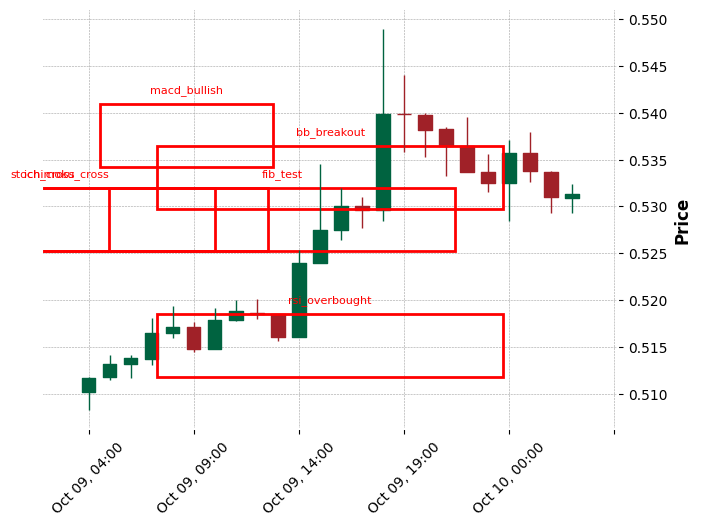 0.550
0.545
macd_bullish
0.540
bb_breakout
0.535
ichimoku_cross
fib_test
0.530
0.525
Price
rsi_overbought
0.520
0.515
0.510
Oct 09, 04:00
Oct 09, 09:00
Oct 09, 14:00
Oct 09, 19:00
Oct 10, 00:00